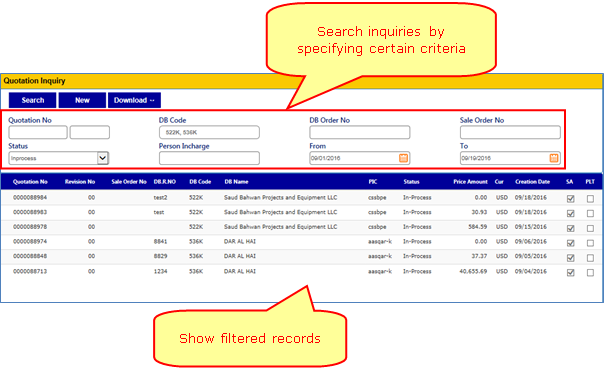 Search inquiries by
specifying certain criteria
Quotation Inquiry
Search New Download --
Quotation No DB Code DB Order No Sale Order No
522K, 536K
Status Person Incharge From To
Inprocess 09/01/2016 09/19/2016
Quotation No Revision No Sale Order No DB.R.NO DB Code DB Name PIC Status Price Amount Cur Creation Date SA PLT
0000088984 00 test2 522K Saud Bahwan Projects and Equipment LLC cssbpe In-Process 0.00 USD 09/18/2016
0000088983 00 test 522K Saud Bahwan Projects and Equipment LLC cssbpe In-Process 30.93 USD 09/18/2016
0000088978 00 522K Saud Bahwan Projects and Equipment LLC cssbpe In-Process 584.59 USD 09/15/2016
0000088974 00 8841 536K DAR AL HAI aasqar-k In-Process 0.00 USD 09/06/2016
0000088848 00 8829 536K DAR AL HAI aasqar-k In-Process 37.37 USD 09/05/2016
0000088713 00 1234 536K DAR AL HAI aasqar-k In-Process 40,655.69 USD 09/04/2016
Show filtered records